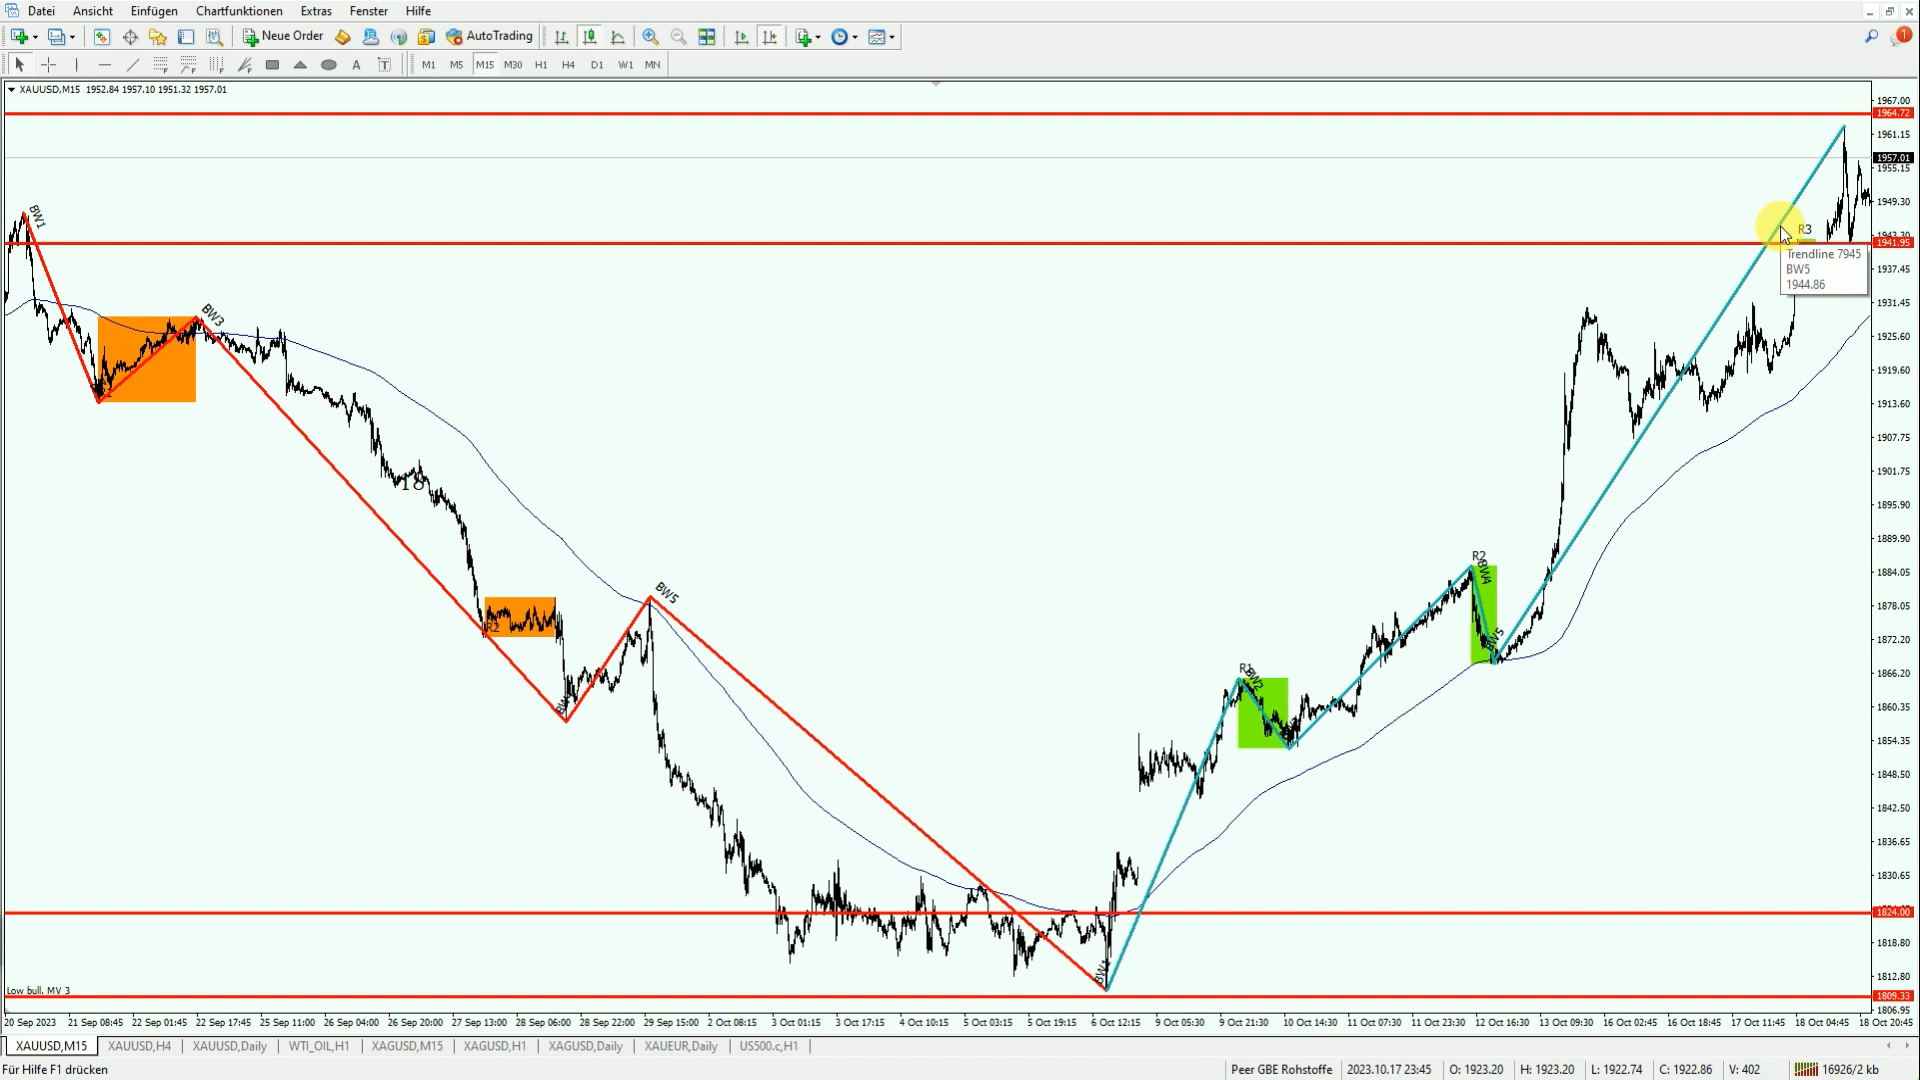 Datei Ansicht Einfügen Chartfunktionen Extras Fenster Hilfe
Neue Order AutoTrading 1
A T M1 M5 M15 M30 H1 H4 D1 W1 MN
XAUUSD,M15 1952.84 1957.10 1951.32 1957.01
1967.00
1964.72
1961.15
1957.01
1955.15
1949.30
1941.95
1937.45
1931.45
1925.60
1919.60
1913.60
1907.75
1901.75
1895.90
1889.90
1884.05
1878.05
1872.20
1866.20
1860.35
1854.35
1848.50
1842.50
1836.65
1830.65
1824.00
1818.80
1812.80
1809.33
1806.95
BW1
BW3
18
R2
BW5
BW1
R1
BW2
R2
BW4
BW5
R3
Trendline 7945
BW5
1944.86
Low bull. MV 3
20 Sep 2023 21 Sep 08:45 22 Sep 01:45 22 Sep 17:45 25 Sep 11:00 26 Sep 04:00 26 Sep 20:00 27 Sep 13:00 28 Sep 06:00 28 Sep 22:00 29 Sep 15:00 2 Oct 08:15 3 Oct 01:15 3 Oct 17:15 4 Oct 10:15 5 Oct 03:15 5 Oct 19:15 6 Oct 12:15 9 Oct 05:30 9 Oct 21:30 10 Oct 14:30 11 Oct 07:30 11 Oct 23:30 12 Oct 16:30 13 Oct 09:30 16 Oct 02:45 16 Oct 18:45 17 Oct 11:45 18 Oct 04:45 18 Oct 20:45
XAUUSD,M15 XAUUSD,H4 XAUUSD,Daily WTI_OIL,H1 XAGUSD,M15 XAGUSD,H1 XAGUSD,Daily XAUEUR,Daily US500.c,H1
Für Hilfe F1 drücken Peer GBE Rohstoffe 2023.10.17 23:45 O: 1923.20 H: 1923.20 L: 1922.74 C: 1922.86 V: 402 16926/2 kb